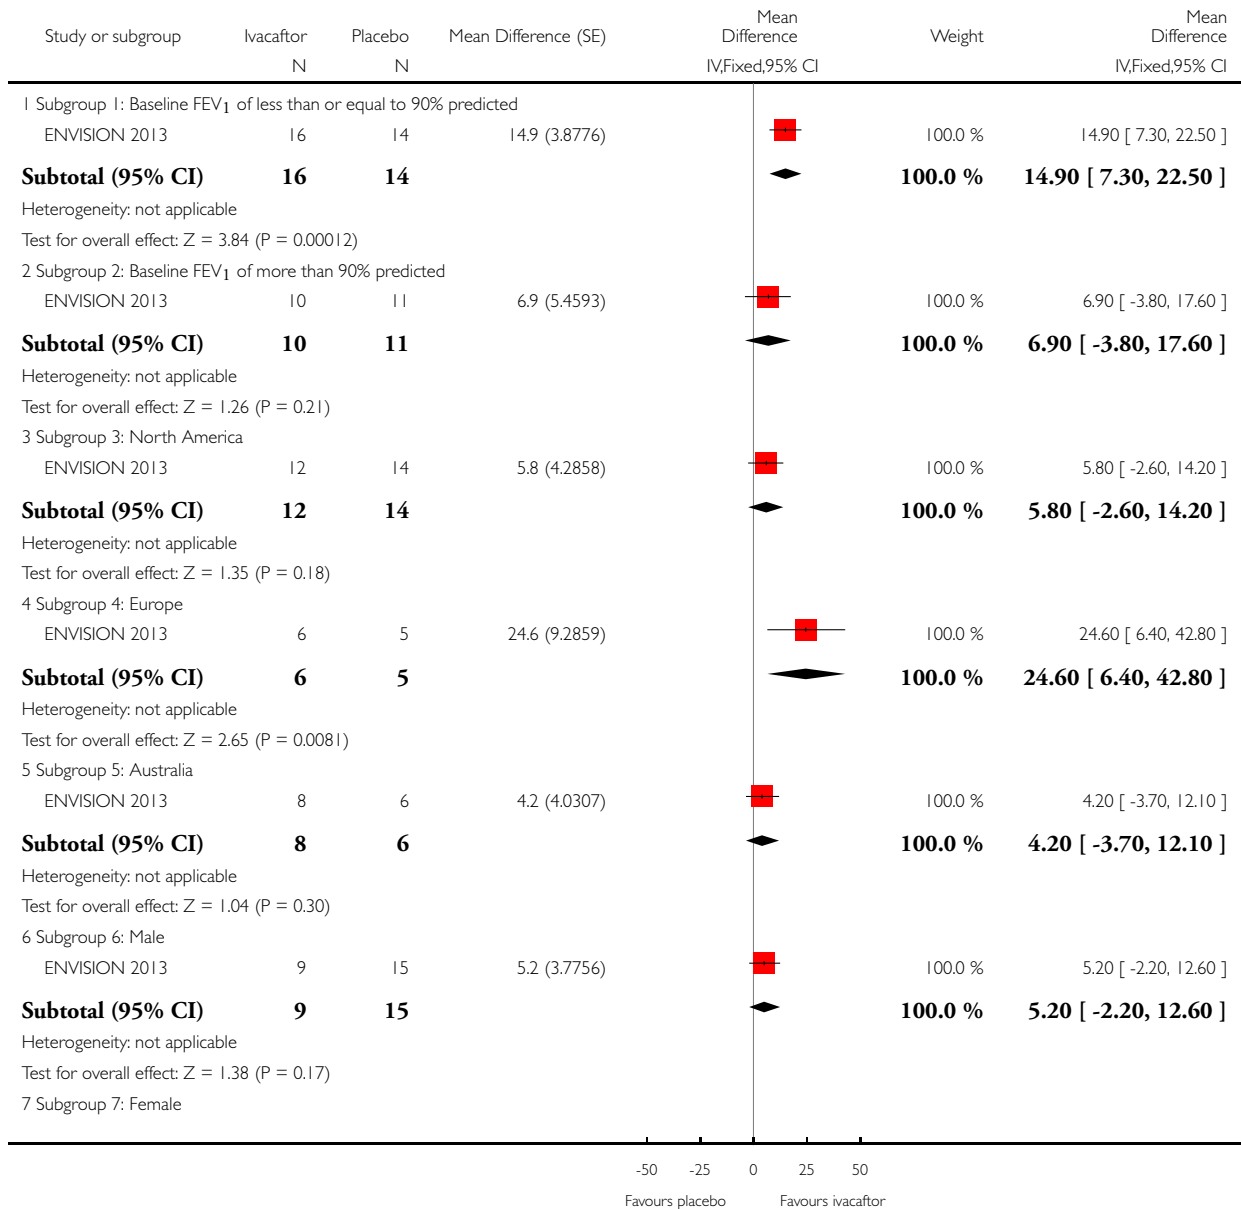 Study or subgroup Ivacaftor Placebo Mean Difference (SE) Mean Difference Weight Mean Difference
N N IV,Fixed,95% CI IV,Fixed,95% CI
1 Subgroup 1: Baseline FEV1 of less than or equal to 90% predicted
ENVISION 2013 16 14 14.9 (3.8776) 100.0 % 14.90 [ 7.30, 22.50 ]
Subtotal (95% CI) 16 14 100.0 % 14.90 [ 7.30, 22.50 ]
Heterogeneity: not applicable
Test for overall effect: Z = 3.84 (P = 0.00012)
2 Subgroup 2: Baseline FEV1 of more than 90% predicted
ENVISION 2013 10 11 6.9 (5.4593) 100.0 % 6.90 [ -3.80, 17.60 ]
Subtotal (95% CI) 10 11 100.0 % 6.90 [ -3.80, 17.60 ]
Heterogeneity: not applicable
Test for overall effect: Z = 1.26 (P = 0.21)
3 Subgroup 3: North America
ENVISION 2013 12 14 5.8 (4.2858) 100.0 % 5.80 [ -2.60, 14.20 ]
Subtotal (95% CI) 12 14 100.0 % 5.80 [ -2.60, 14.20 ]
Heterogeneity: not applicable
Test for overall effect: Z = 1.35 (P = 0.18)
4 Subgroup 4: Europe
ENVISION 2013 6 5 24.6 (9.2859) 100.0 % 24.60 [ 6.40, 42.80 ]
Subtotal (95% CI) 6 5 100.0 % 24.60 [ 6.40, 42.80 ]
Heterogeneity: not applicable
Test for overall effect: Z = 2.65 (P = 0.0081)
5 Subgroup 5: Australia
ENVISION 2013 8 6 4.2 (4.0307) 100.0 % 4.20 [ -3.70, 12.10 ]
Subtotal (95% CI) 8 6 100.0 % 4.20 [ -3.70, 12.10 ]
Heterogeneity: not applicable
Test for overall effect: Z = 1.04 (P = 0.30)
6 Subgroup 6: Male
ENVISION 2013 9 15 5.2 (3.7756) 100.0 % 5.20 [ -2.20, 12.60 ]
Subtotal (95% CI) 9 15 100.0 % 5.20 [ -2.20, 12.60 ]
Heterogeneity: not applicable
Test for overall effect: Z = 1.38 (P = 0.17)
7 Subgroup 7: Female
-50 -25 0 25 50
Favours placebo Favours ivacaftor